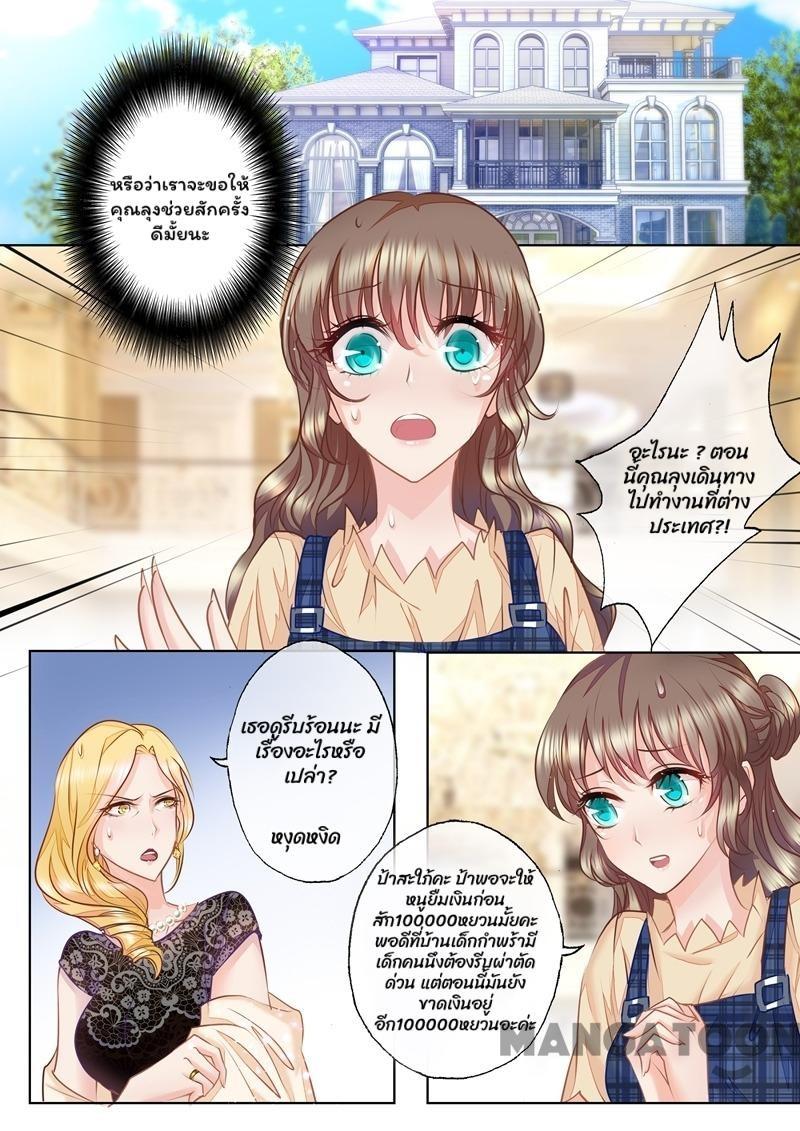 หรือว่าเราจะขอให้
คุณลุงช่วยสักครั้ง
ดีมั้ยนะ
อะไรนะ ? ตอน
นี้คุณลุงเดินทาง
ไปทำงานที่ต่าง
ประเทศ?!
เธอดูรีบร้อนนะ มี
เรื่องอะไรหรือ
เปล่า?
หงุดหงิด
ป้าสะใภ้คะ ป้าพอจะให้
หนูยืมเงินก่อน
สัก100000หยวนมั้ยคะ
พอดีที่บ้านเด็กกำพร้ามี
เด็กคนนึงต้องรีบผ่าตัด
ด่วน แต่ตอนนี้มันยัง
ขาดเงินอยู่
อีก100000หยวนอะค่ะ
MANGATOON